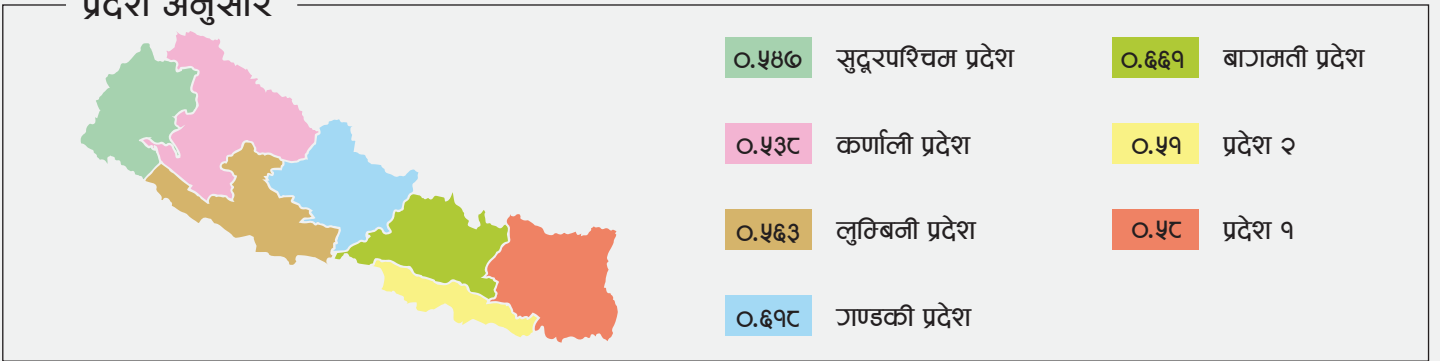 प्रदेश अनुसार
०.५४७ सुदूरपश्चिम प्रदेश
०.५३८ कर्णाली प्रदेश
०.५६३ लुम्बिनी प्रदेश
०.६१८ गण्डकी प्रदेश
०.६६१ बागमती प्रदेश
०.५१ प्रदेश २
०.५८ प्रदेश १